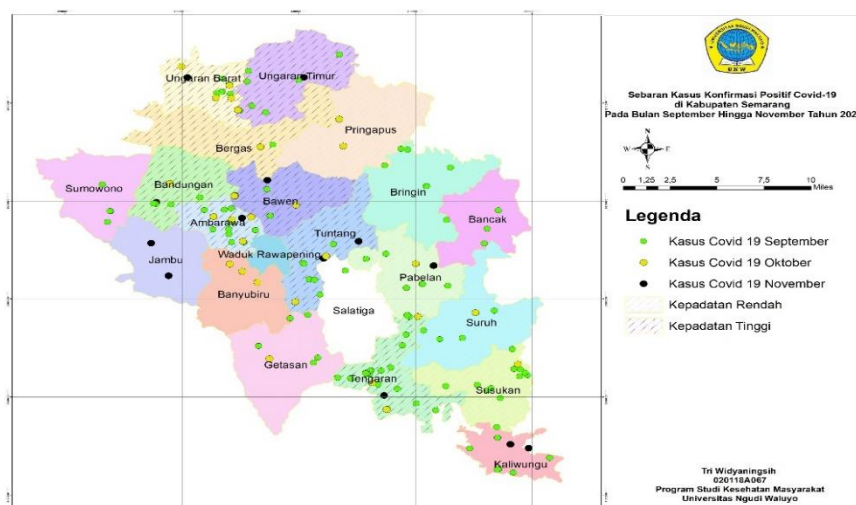 Ungaran Barat
Ungaran Timur
Pringapus
Bergas
Sumowono
Bandungan
Bawen
Bringin
Ambarawa
Bancak
Tuntang
Jambu
Waduk Rawapening
Pabelan
Banyubiru
Salatiga
Suruh
Getasan
Tengaran
Susukan
Kaliwungu
UNIVERSITAS NGUDI WALUYO
UNW
Sebaran Kasus Konfirmasi Positif Covid-19
di Kabupaten Semarang
Pada Bulan September Hingga November Tahun 202
N
W E
S
0 1,25 2,5 5 7,5 10
Miles
Legenda
Kasus Covid 19 September
Kasus Covid 19 Oktober
Kasus Covid 19 November
Kepadatan Rendah
Kepadatan Tinggi
Tri Widyaningsih
020118A067
Program Studi Kesehatan Masyarakat
Universitas Ngudi Waluyo